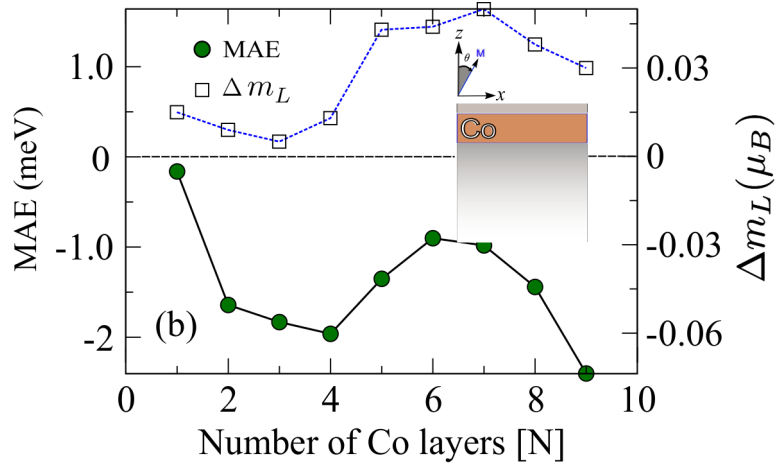 MAE
Δ m_L
z
θ
M
x
Co
(b)
1.0
0
-1.0
-2
MAE (meV)
0.03
0
-0.03
-0.06
Δm_L(μ_B)
0 2 4 6 8 10
Number of Co layers [N]